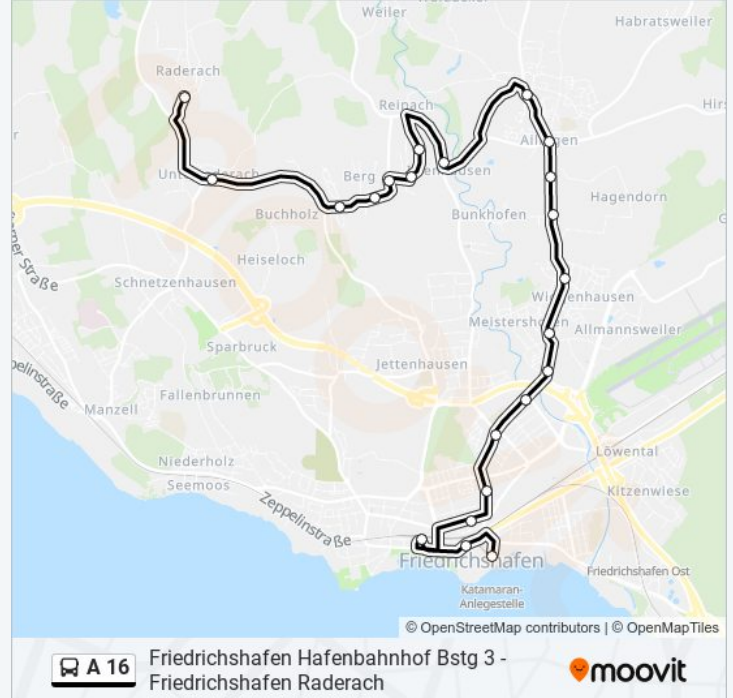 Weiler
Habratsweiler
Raderach
Reinach
Hirs
Ailingen
Berg
Hagendorn
Buchholz
Bunkhofen
Heiseloch
Schnetzenhausen
Meistershofen
Allmannsweiler
Sparbruck
Jettenhausen
Fallenbrunnen
Manzell
Niederholz
Löwental
Seemoos
Kitzenwiese
Zeppelinstraße
Friedrichshafen
Friedrichshafen Ost
Katamaran-
Anlegestelle
© OpenStreetMap contributors | © OpenMapTiles
A 16
Friedrichshafen Hafenbahnhof Bstg 3 -
Friedrichshafen Raderach
moovit